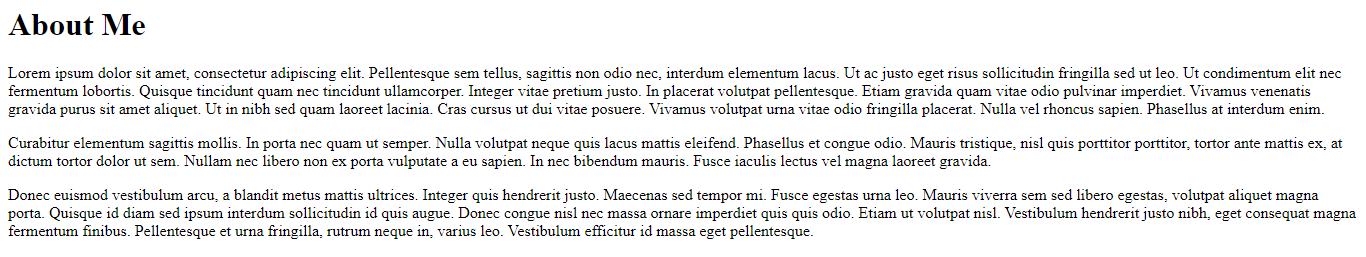 About Me
Lorem ipsum dolor sit amet, consectetur adipiscing elit. Pellentesque sem tellus, sagittis non odio nec, interdum elementum lacus. Ut ac justo eget risus sollicitudin fringilla sed ut leo. Ut condimentum elit nec
fermentum lobortis. Quisque tincidunt quam nec tincidunt ullamcorper. Integer vitae pretium justo. In placerat volutpat pellentesque. Etiam gravida quam vitae odio pulvinar imperdiet. Vivamus venenatis
gravida purus sit amet aliquet. Ut in nibh sed quam laoreet lacinia. Cras cursus ut dui vitae posuere. Vivamus volutpat urna vitae odio fringilla placerat. Nulla vel rhoncus sapien. Phasellus at interdum enim.
Curabitur elementum sagittis mollis. In porta nec quam ut semper. Nulla volutpat neque quis lacus mattis eleifend. Phasellus et congue odio. Mauris tristique, nisl quis porttitor porttitor, tortor ante mattis ex, at
dictum tortor dolor ut sem. Nullam nec libero non ex porta vulputate a eu sapien. In nec bibendum mauris. Fusce iaculis lectus vel magna laoreet gravida.
Donec euismod vestibulum arcu, a blandit metus mattis ultrices. Integer quis hendrerit justo. Maecenas sed tempor mi. Fusce egestas urna leo. Mauris viverra sem sed libero egestas, volutpat aliquet magna
porta. Quisque id diam sed ipsum interdum sollicitudin id quis augue. Donec congue nisl nec massa ornare imperdiet quis quis odio. Etiam ut volutpat nisl. Vestibulum hendrerit justo nibh, eget consequat magna
fermentum finibus. Pellentesque et urna fringilla, rutrum neque in, varius leo. Vestibulum efficitur id massa eget pellentesque.